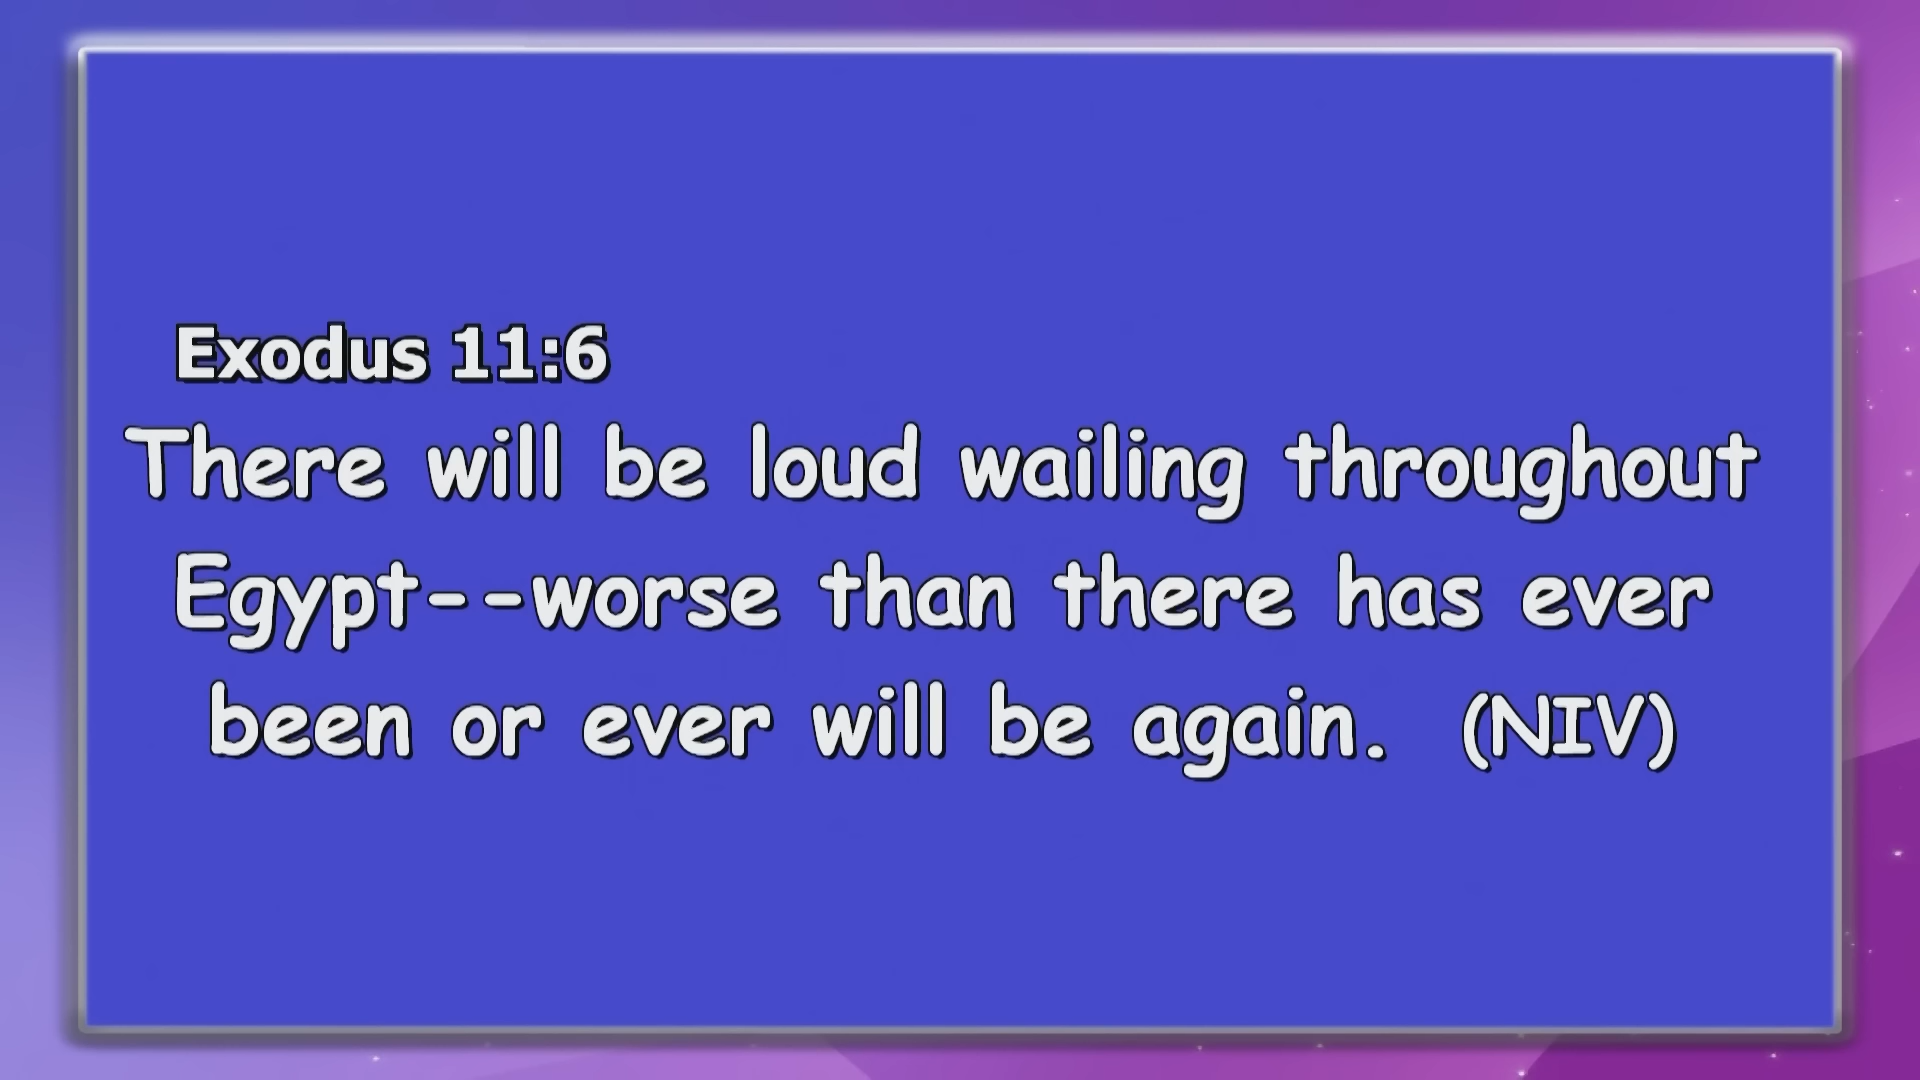 Exodus 11:6
There will be loud wailing throughout
Egypt--worse than there has ever
been or ever will be again. (NIV)